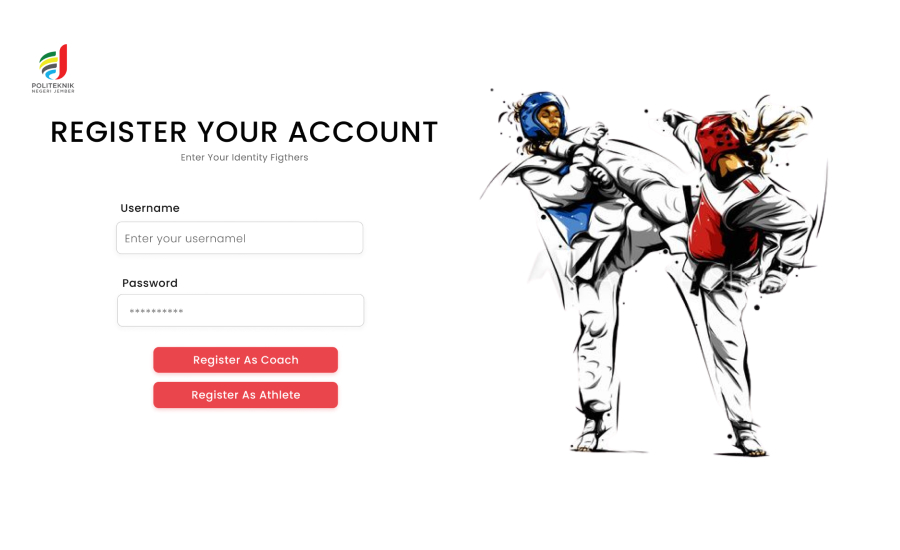 POLITEKNIK
NEGERI JEMBER
REGISTER YOUR ACCOUNT
Enter Your Identity Figthers
Username
Enter your usernamel
Password
**********
Register As Coach
Register As Athlete